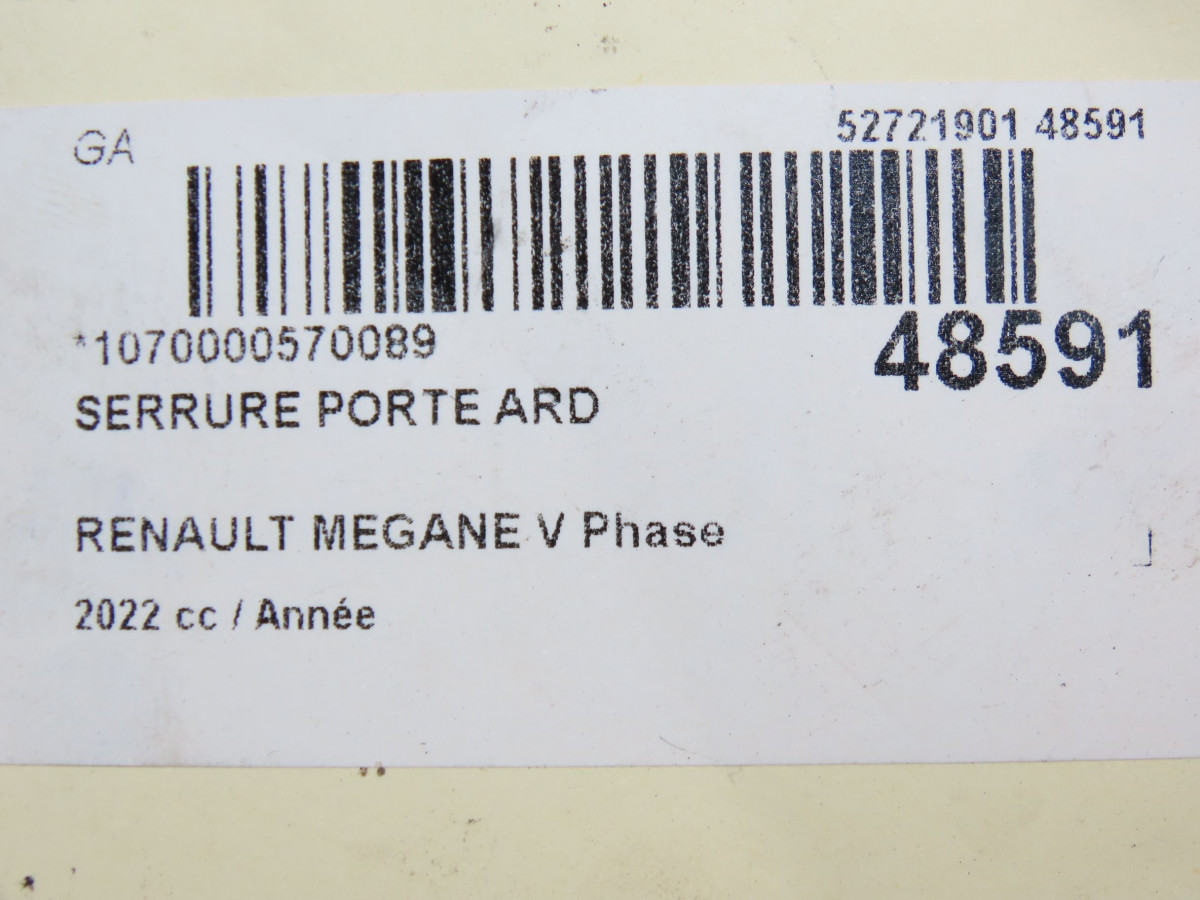 GA
52721901 48591
*1070000570089
48591
SERRURE PORTE ARD
RENAULT MEGANE V Phase
2022 cc / Année